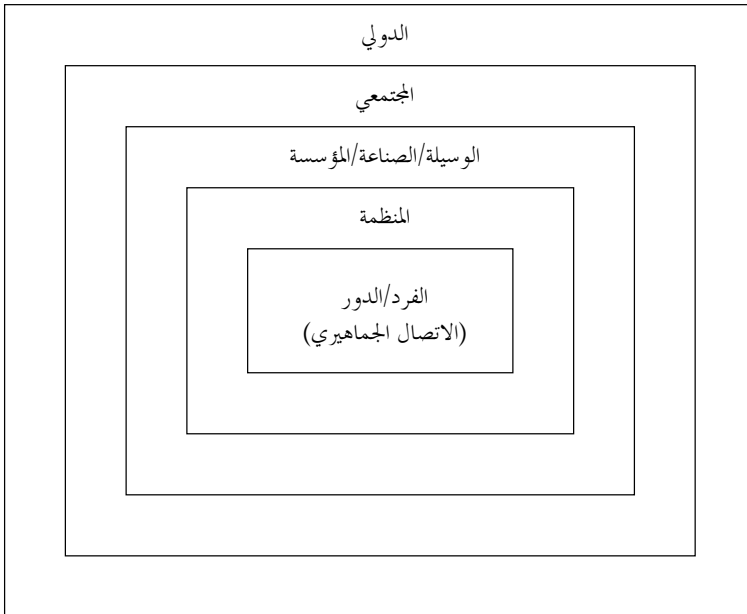 الدولي
المجتمعي
الوسيلة/الصناعة/المؤسسة
المنظمة
الفرد/الدور
(الاتصال الجماهيري)